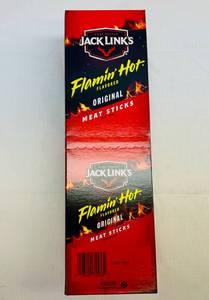 JACK LINK'S
Flamin' Hot
FLAVORED
ORIGINAL
MEAT STICKS
JACK LINK'S
Flamin' Hot
FLAVORED
ORIGINAL
MEAT STICKS